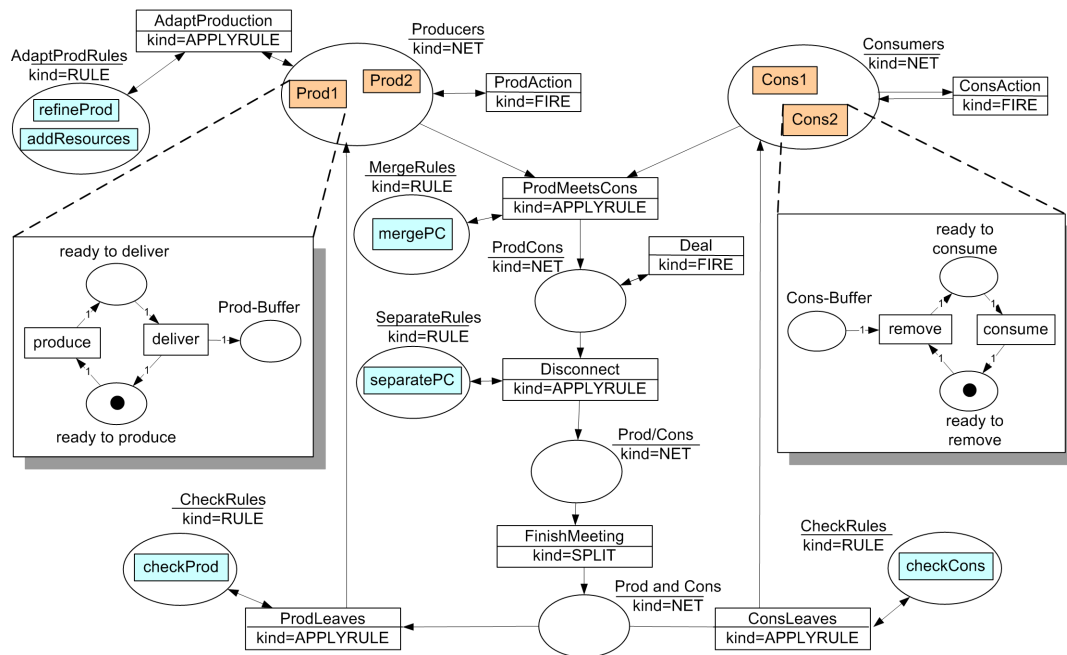 AdaptProduction
kind=APPLYRULE
AdaptProdRules
kind=RULE
refineProd
addResources
Producers
kind=NET
Prod1
Prod2
ProdAction
kind=FIRE
Consumers
kind=NET
Cons1
Cons2
ConsAction
kind=FIRE
MergeRules
kind=RULE
mergePC
ProdMeetsCons
kind=APPLYRULE
ProdCons
kind=NET
Deal
kind=FIRE
SeparateRules
kind=RULE
separatePC
Disconnect
kind=APPLYRULE
ready to deliver
Prod-Buffer
produce
deliver
1
1
1
1
1
ready to produce
ready to
consume
Cons-Buffer
remove
consume
1
1
1
1
1
ready to
remove
Prod/Cons
kind=NET
CheckRules
kind=RULE
checkProd
FinishMeeting
kind=SPLIT
CheckRules
kind=RULE
checkCons
Prod and Cons
kind=NET
ProdLeaves
kind=APPLYRULE
ConsLeaves
kind=APPLYRULE